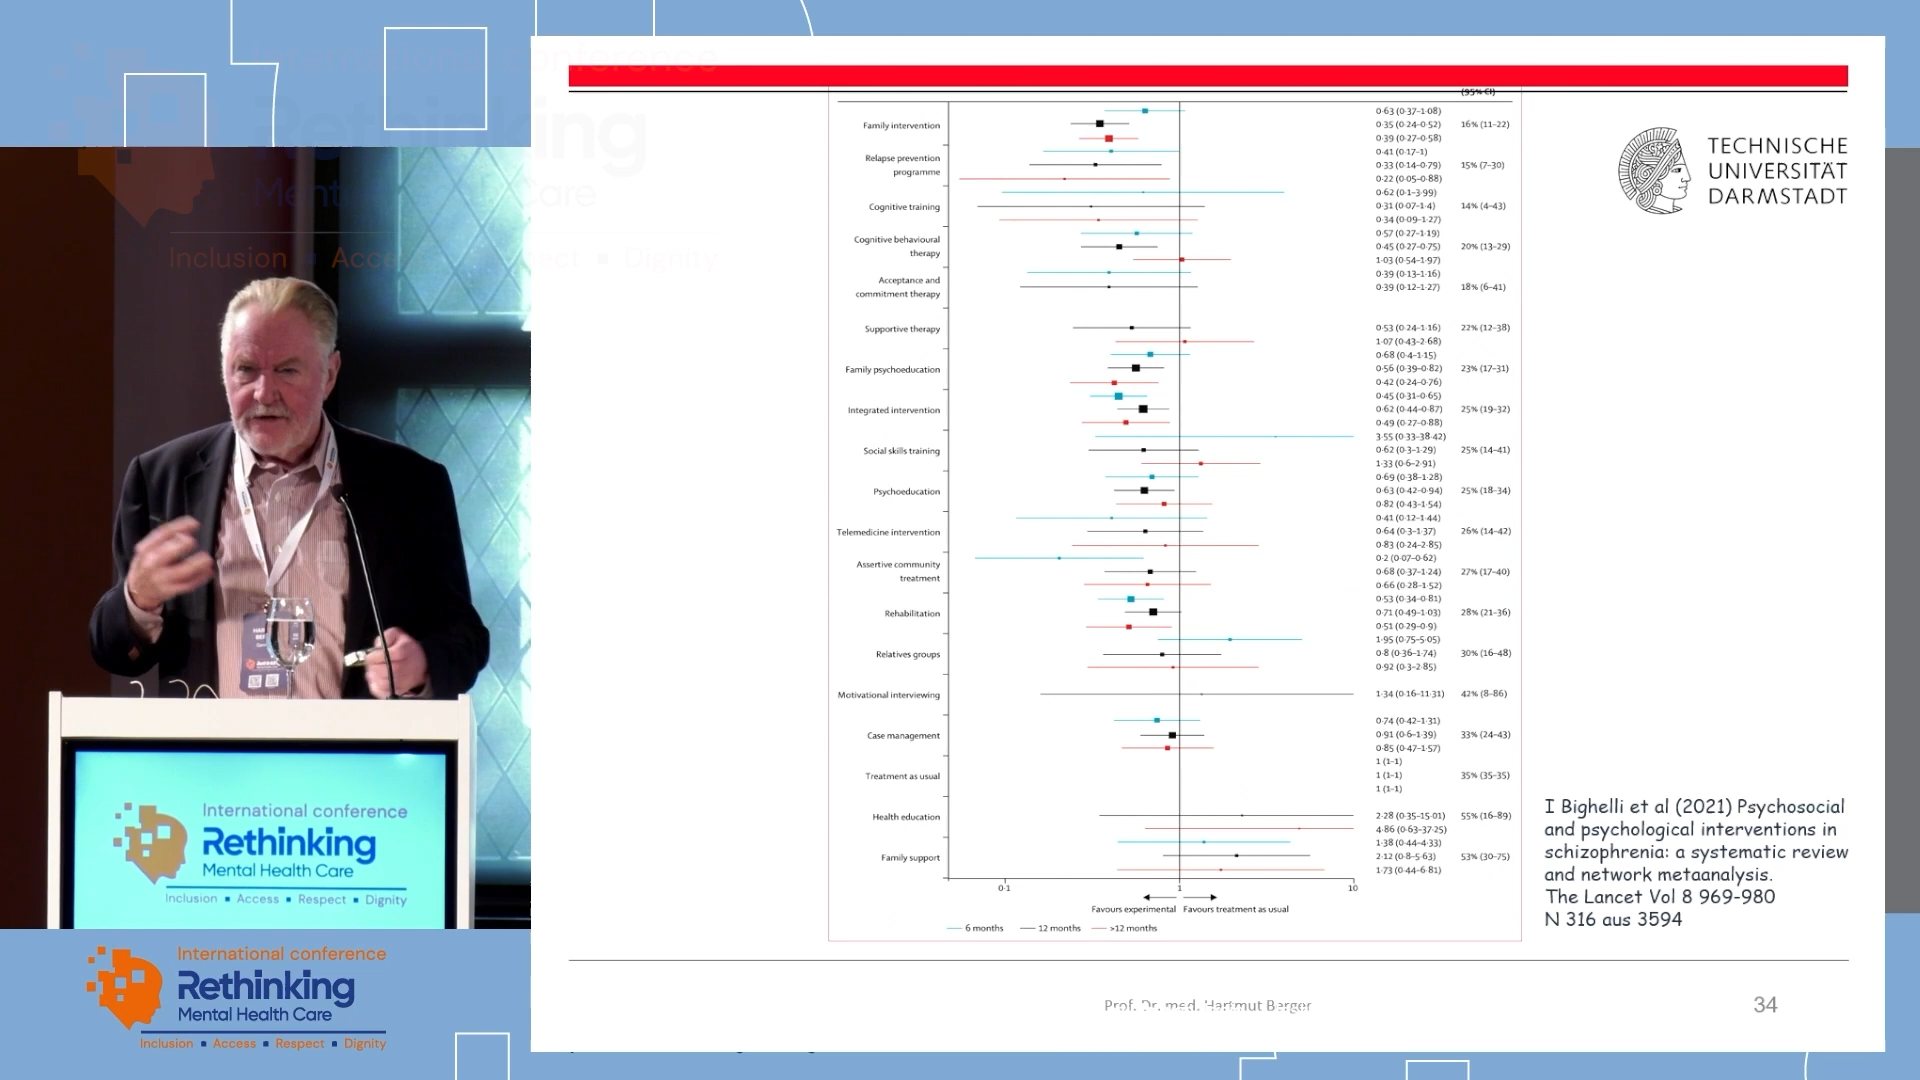 (95% CI)
Family intervention
0·63 (0·37–1·08)
0·35 (0·24–0·52) 16% (11–22)
0·39 (0·27–0·58)
Relapse prevention
programme
0·41 (0·17–1)
0·33 (0·14–0·79) 15% (7–30)
0·22 (0·05–0·88)
Cognitive training
0·62 (0·1–3·99)
0·31 (0·07–1·4) 14% (4–43)
0·34 (0·09–1·27)
Cognitive behavioural
therapy
0·57 (0·27–1·19)
0·45 (0·27–0·75) 20% (13–29)
1·03 (0·54–1·97)
Acceptance and
commitment therapy
0·39 (0·13–1·16)
0·39 (0·12–1·27) 18% (6–41)
Supportive therapy
0·53 (0·24–1·16) 22% (12–38)
1·07 (0·43–2·68)
Family psychoeducation
0·68 (0·4–1·15)
0·56 (0·39–0·82) 23% (17–31)
0·42 (0·24–0·76)
Integrated intervention
0·45 (0·31–0·65)
0·62 (0·44–0·87) 25% (19–32)
0·49 (0·27–0·88)
Social skills training
3·55 (0·33–38·42)
0·62 (0·3–1·29) 25% (14–41)
1·33 (0·6–2·91)
Psychoeducation
0·69 (0·38–1·28)
0·63 (0·42–0·94) 25% (18–34)
0·82 (0·43–1·54)
Telemedicine intervention
0·41 (0·12–1·44)
0·64 (0·3–1·37) 26% (14–42)
0·83 (0·24–2·85)
Assertive community
treatment
0·2 (0·07–0·62)
0·68 (0·37–1·24) 27% (17–40)
0·66 (0·28–1·52)
Rehabilitation
0·53 (0·34–0·81)
0·71 (0·49–1·03) 28% (21–36)
0·51 (0·29–0·9)
Relatives groups
1·95 (0·75–5·05)
0·8 (0·36–1·74) 30% (16–48)
0·92 (0·3–2·85)
Motivational interviewing
1·34 (0·16–11·31) 42% (8–86)
Case management
0·74 (0·42–1·31)
0·91 (0·6–1·39) 33% (24–43)
0·85 (0·47–1·57)
Treatment as usual
1 (1–1)
1 (1–1) 35% (35–35)
1 (1–1)
Health education
2·28 (0·35–15·01) 55% (16–89)
4·86 (0·63–37·25)
Family support
1·38 (0·44–4·33)
2·12 (0·8–5·63) 53% (30–75)
1·73 (0·44–6·81)
0·1 1 10
Favours experimental Favours treatment as usual
6 months 12 months >12 months
TECHNISCHE
UNIVERSITÄT
DARMSTADT
I Bighelli et al (2021) Psychosocial
and psychological interventions in
schizophrenia: a systematic review
and network metaanalysis.
The Lancet Vol 8 969-980
N 316 aus 3594
Prof. Dr. med. Hartmut Berger
34
conference
Rethinking
Mental Health Care
Inclusion ▪ Access ▪ Respect ▪ Dignity
International conference
Rethinking
Mental Health Care
Inclusion ▪ Access ▪ Respect ▪ Dignity
International conference
Rethinking
Mental Health Care
Inclusion ▪ Access ▪ Respect ▪ Dignity